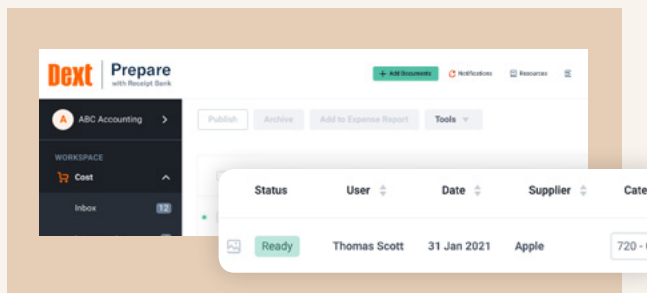 Dext Prepare
with Receipt Bank
+ Add Documents Notifications Resources
A ABC Accounting
Publish Archive Add to Expense Report Tools
WORKSPACE
Cost
Inbox 12
Status User Date Supplier Cate
Ready Thomas Scott 31 Jan 2021 Apple 720 -